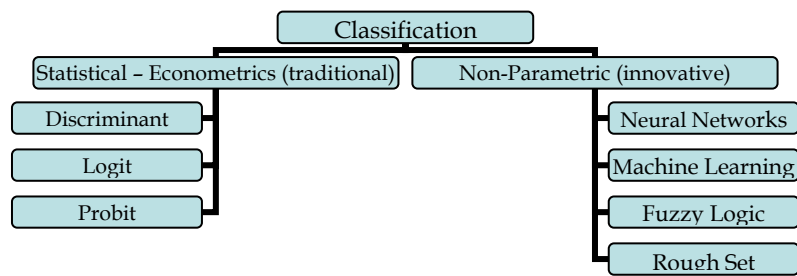 Classification
Statistical – Econometrics (traditional)
Non-Parametric (innovative)
Discriminant
Logit
Probit
Neural Networks
Machine Learning
Fuzzy Logic
Rough Set